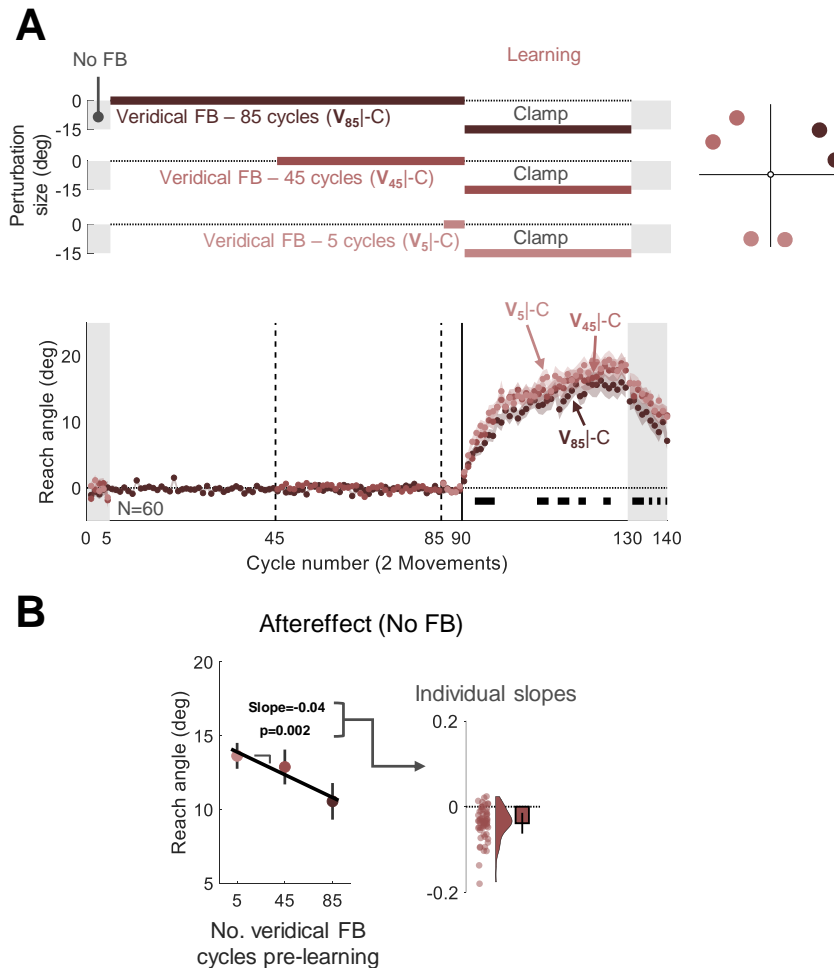 A
No FB
Learning
Perturbation
size (deg)
0
-15
Veridical FB – 85 cycles (V85|-C)
Clamp
0
-15
Veridical FB – 45 cycles (V45|-C)
Clamp
0
-15
Veridical FB – 5 cycles (V5|-C)
Clamp
Reach angle (deg)
20
10
0
V5|-C
V45|-C
V85|-C
N=60
0 5 45 85 90 130 140
Cycle number (2 Movements)
B
Aftereffect (No FB)
Reach angle (deg)
20
15
10
5
Slope=-0.04
p=0.002
5 45 85
No. veridical FB
cycles pre-learning
Individual slopes
0.2
0
-0.2